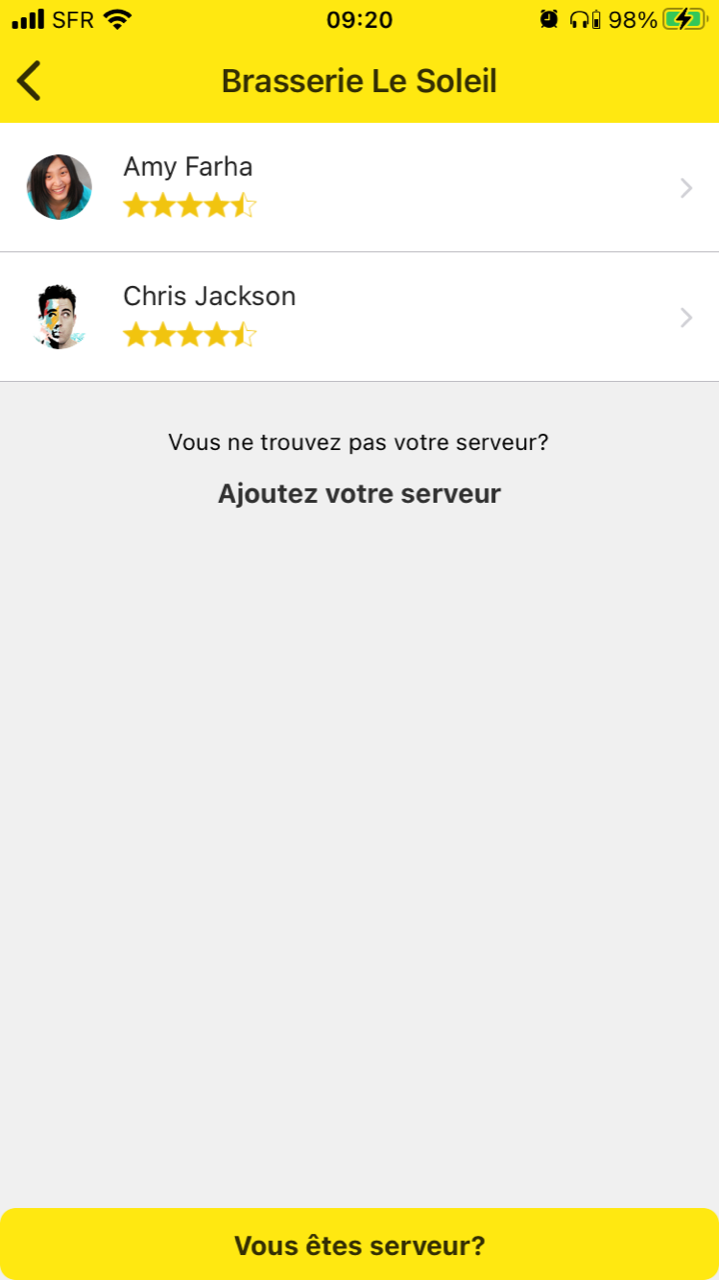 SFR 09:20 98%
Brasserie Le Soleil
Amy Farha
Chris Jackson
Vous ne trouvez pas votre serveur?
Ajoutez votre serveur
Vous êtes serveur?